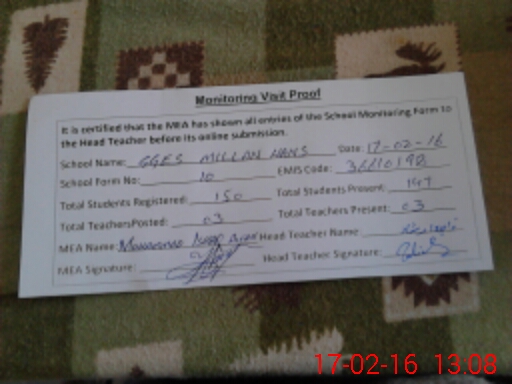 Monitoring Visit Proof
It is certified that the MEA has shown all entries of the School Monitoring Form to
the Head Teacher before its online submission.
School Name: GGES MILLAN HANS Date: 17-02-16
School Form No: 10 EMIS Code:
Total Students Registered: 150 Total Students Present:
Total TeachersPosted: 03 Total Teachers Present: 03
MEA Name: Head Teacher Name:
MEA Signature: Head Teacher Signature:
17-02-16 13:08